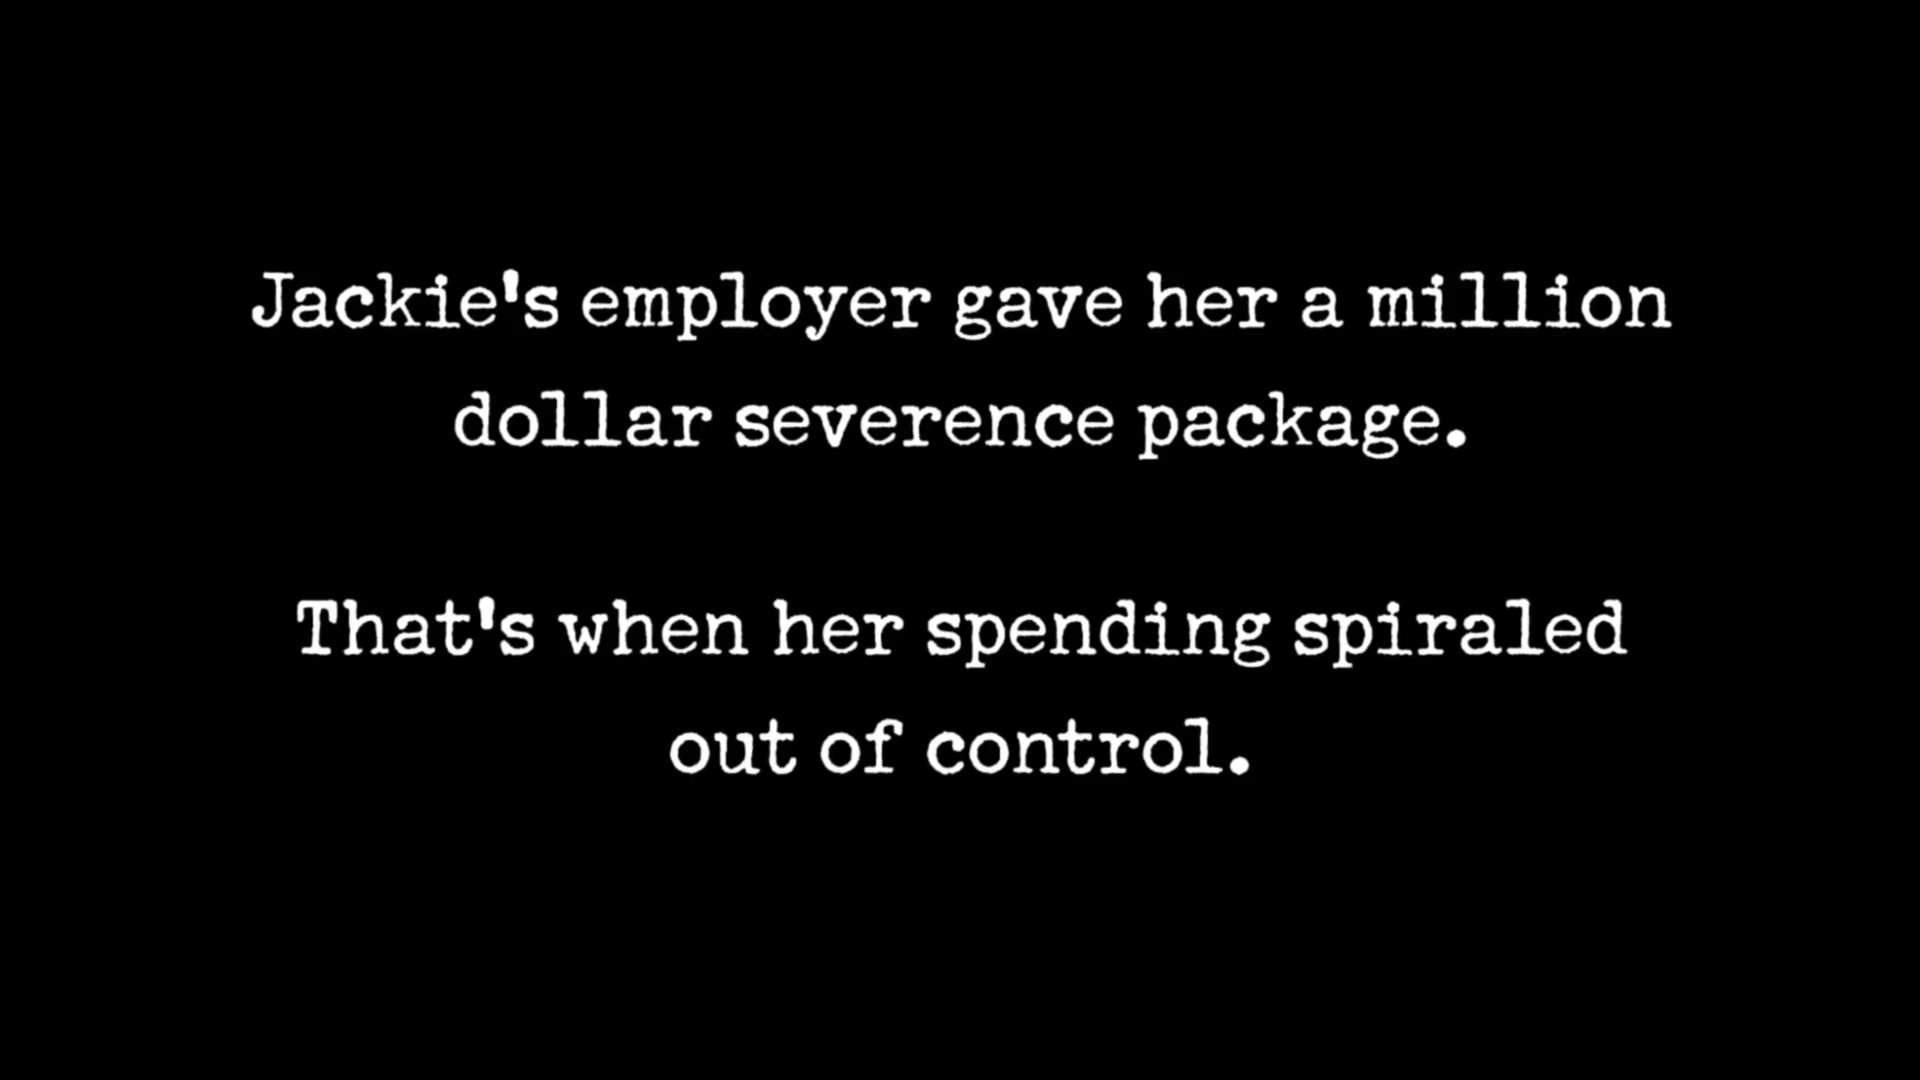 Jackie's employer gave her a million
dollar severence package.
That's when her spending spiraled
out of control.